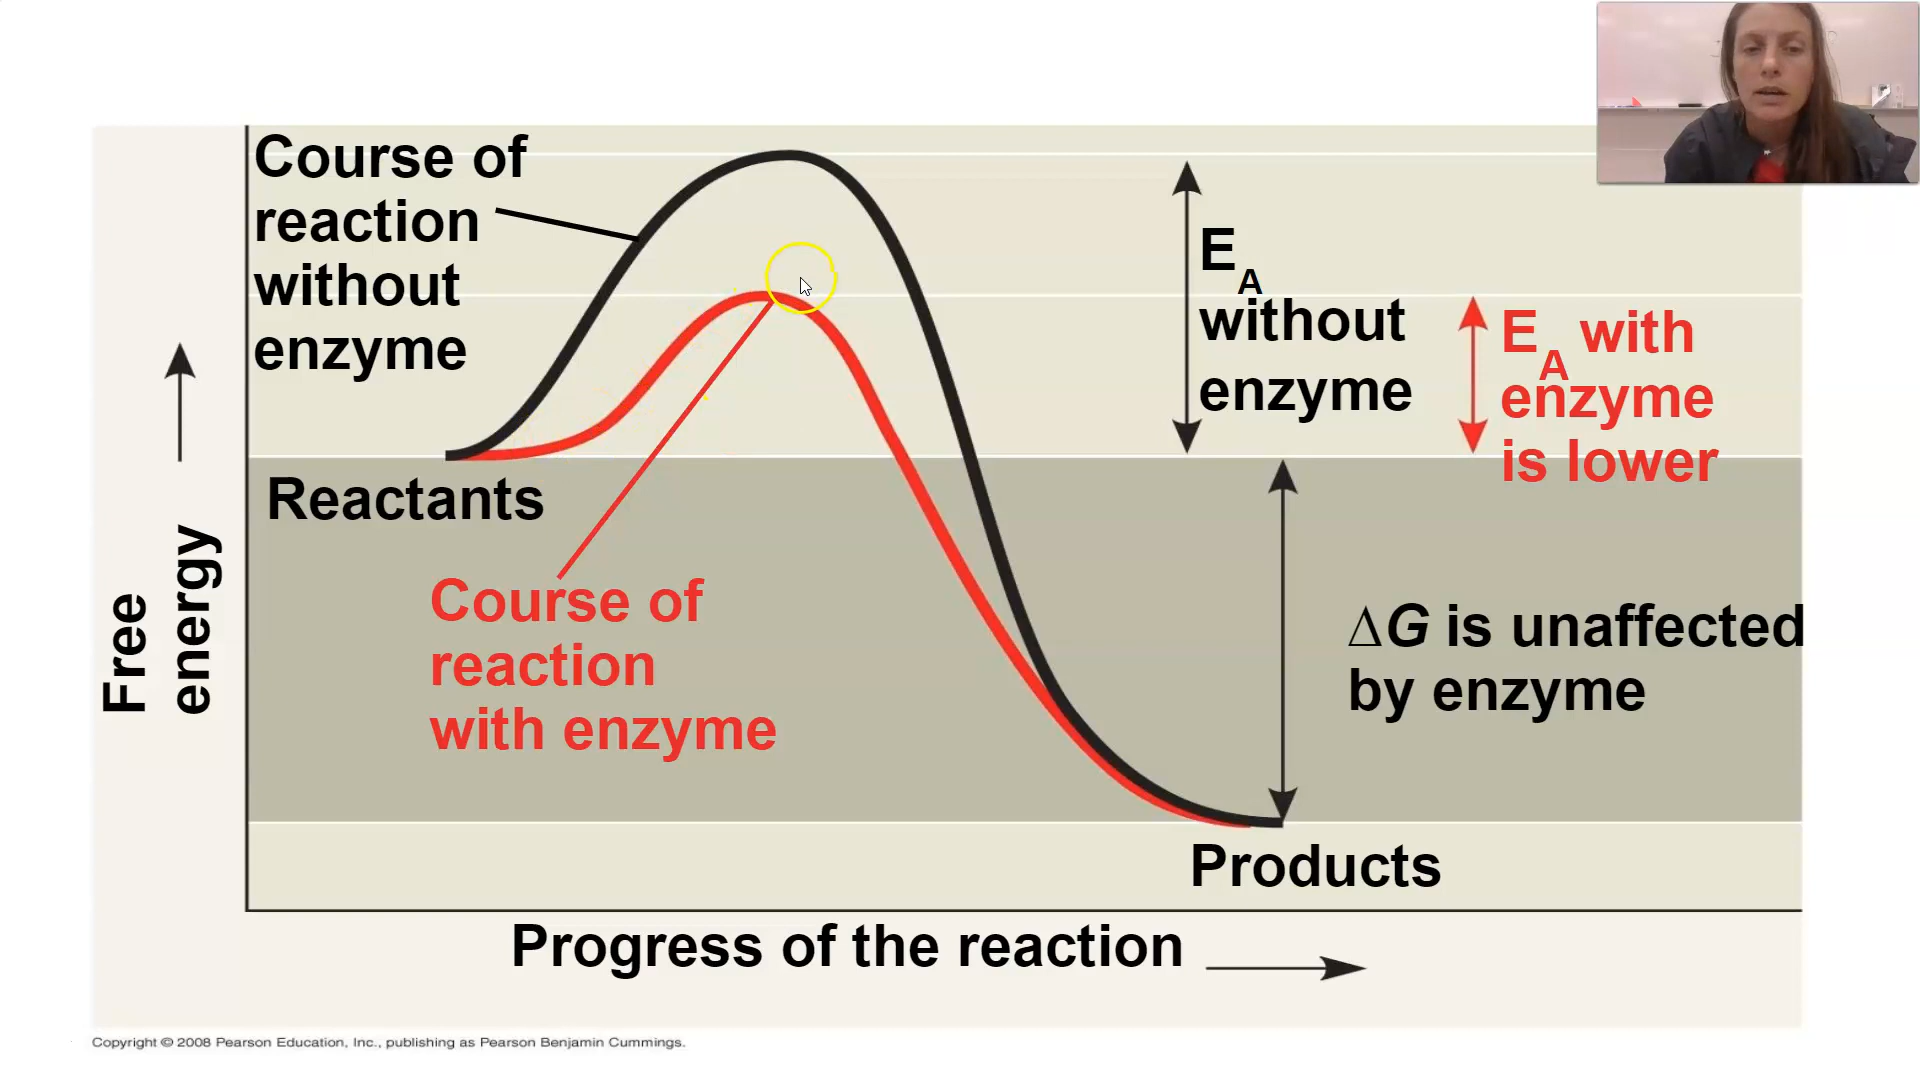 Course of
reaction
without
enzyme
EA
without
enzyme
EA with
enzyme
is lower
Reactants
Free
energy
Course of
reaction
with enzyme
ΔG is unaffected
by enzyme
Products
Progress of the reaction
Copyright © 2008 Pearson Education, Inc., publishing as Pearson Benjamin Cummings.